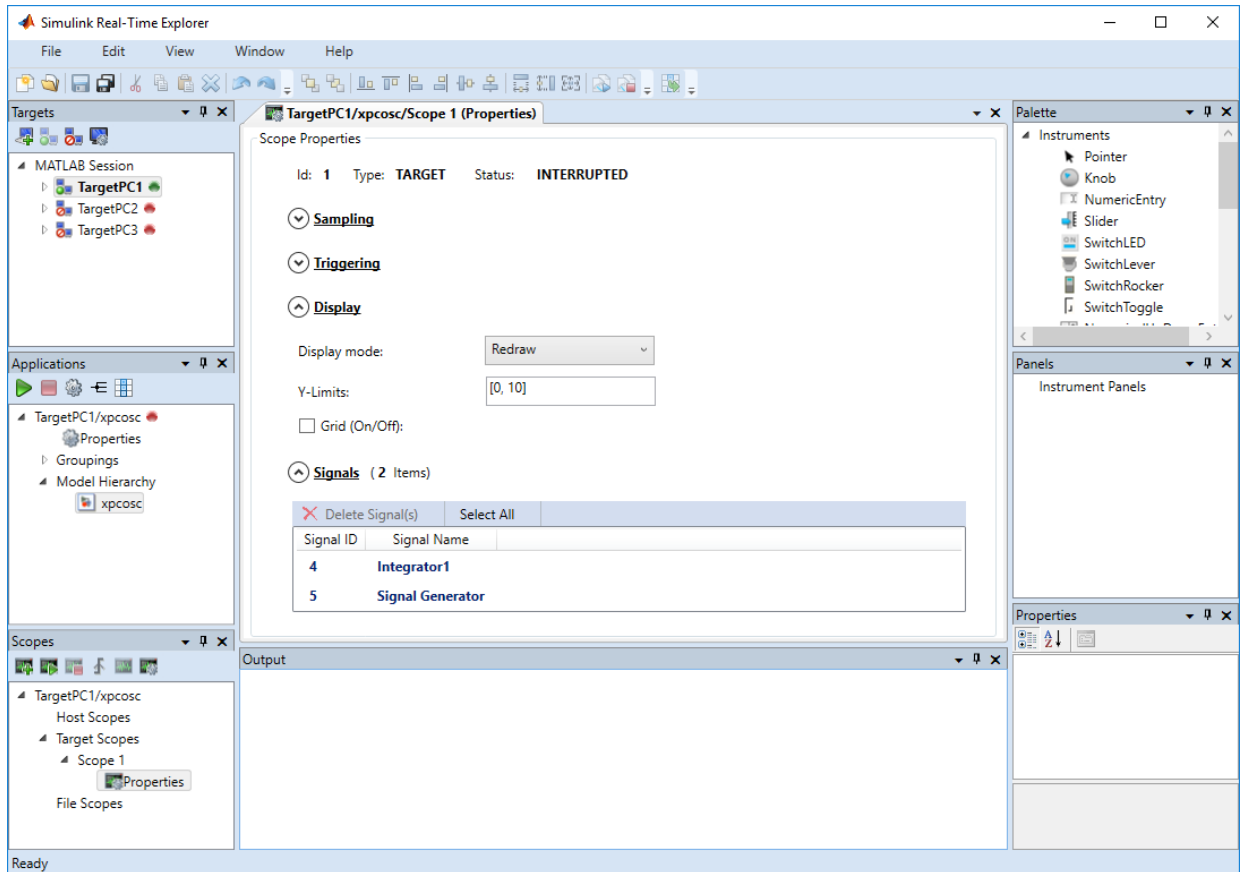 Simulink Real-Time Explorer
File Edit View Window Help
Targets
MATLAB Session
TargetPC1
TargetPC2
TargetPC3
Applications
TargetPC1/xpcosc
Properties
Groupings
Model Hierarchy
xpcosc
Scopes
TargetPC1/xpcosc
Host Scopes
Target Scopes
Scope 1
Properties
File Scopes
TargetPC1/xpcosc/Scope 1 (Properties)
Scope Properties
Id: 1 Type: TARGET Status: INTERRUPTED
Sampling
Triggering
Display
Display mode: Redraw
Y-Limits: [0, 10]
Grid (On/Off):
Signals ( 2 Items)
Delete Signal(s) Select All
Signal ID Signal Name
4 Integrator1
5 Signal Generator
Output
Palette
Instruments
Pointer
Knob
NumericEntry
Slider
SwitchLED
SwitchLever
SwitchRocker
SwitchToggle
Panels
Instrument Panels
Properties
Ready